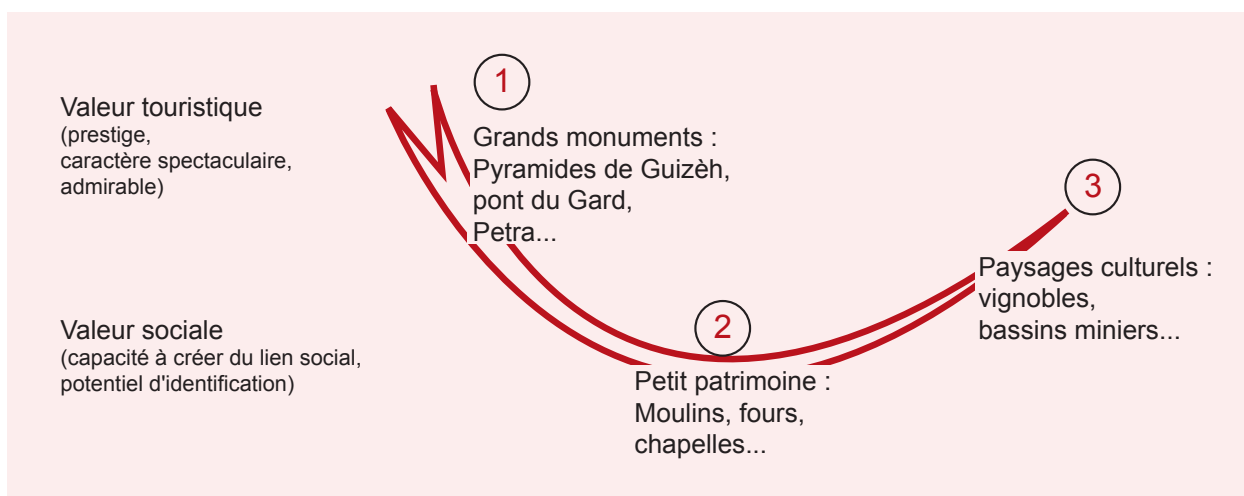 Valeur touristique
(prestige,
caractère spectaculaire,
admirable)
1
Grands monuments :
Pyramides de Guizèh,
pont du Gard,
Petra...
3
Paysages culturels :
vignobles,
bassins miniers...
Valeur sociale
(capacité à créer du lien social,
potentiel d'identification)
2
Petit patrimoine :
Moulins, fours,
chapelles...